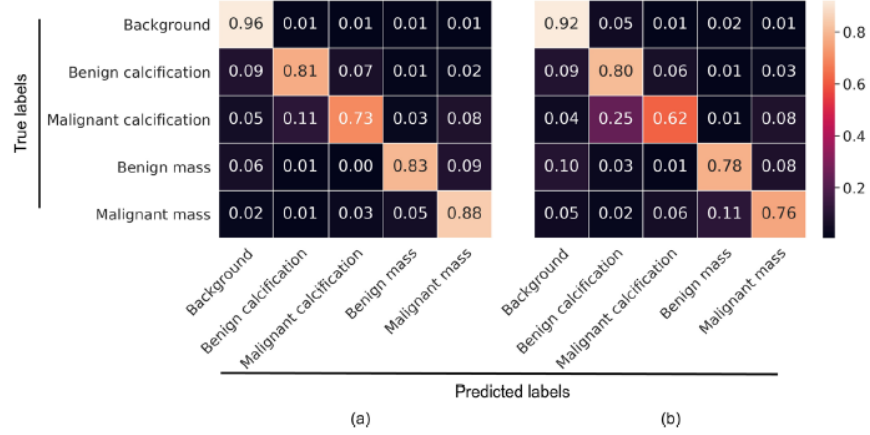 True labels
Background 0.96 0.01 0.01 0.01 0.01 0.92 0.05 0.01 0.02 0.01
Benign calcification 0.09 0.81 0.07 0.01 0.02 0.09 0.80 0.06 0.01 0.03
Malignant calcification 0.05 0.11 0.73 0.03 0.08 0.04 0.25 0.62 0.01 0.08
Benign mass 0.06 0.01 0.00 0.83 0.09 0.10 0.03 0.01 0.78 0.08
Malignant mass 0.02 0.01 0.03 0.05 0.88 0.05 0.02 0.06 0.11 0.76
0.8
0.6
0.4
0.2
Background
Benign calcification
Malignant calcification
Benign mass
Malignant mass
Background
Benign calcification
Malignant calcification
Benign mass
Malignant mass
Predicted labels
(a) (b)